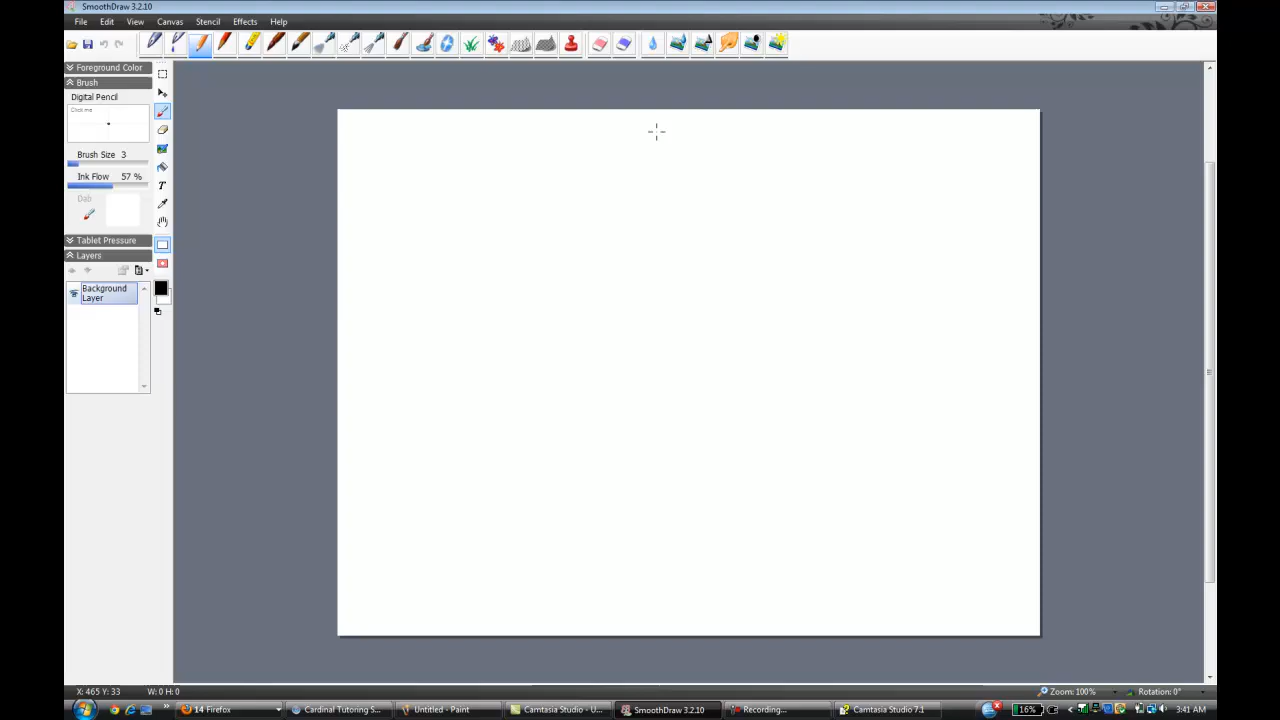 SmoothDraw 3.2.10
File Edit View Canvas Stencil Effects Help
Foreground Color
Brush
Digital Pencil
Click me
Brush Size 3
Ink Flow 57 %
Dab
T
Tablet Pressure
Layers
Background
Layer
X: 465 Y: 33 W: 0 H: 0 Zoom: 100% Rotation: 0°
14 Firefox Cardinal Tutoring S... Untitled - Paint Camtasia Studio - U... SmoothDraw 3.2.10 Recording... Camtasia Studio 7.1 16% 3:41 AM